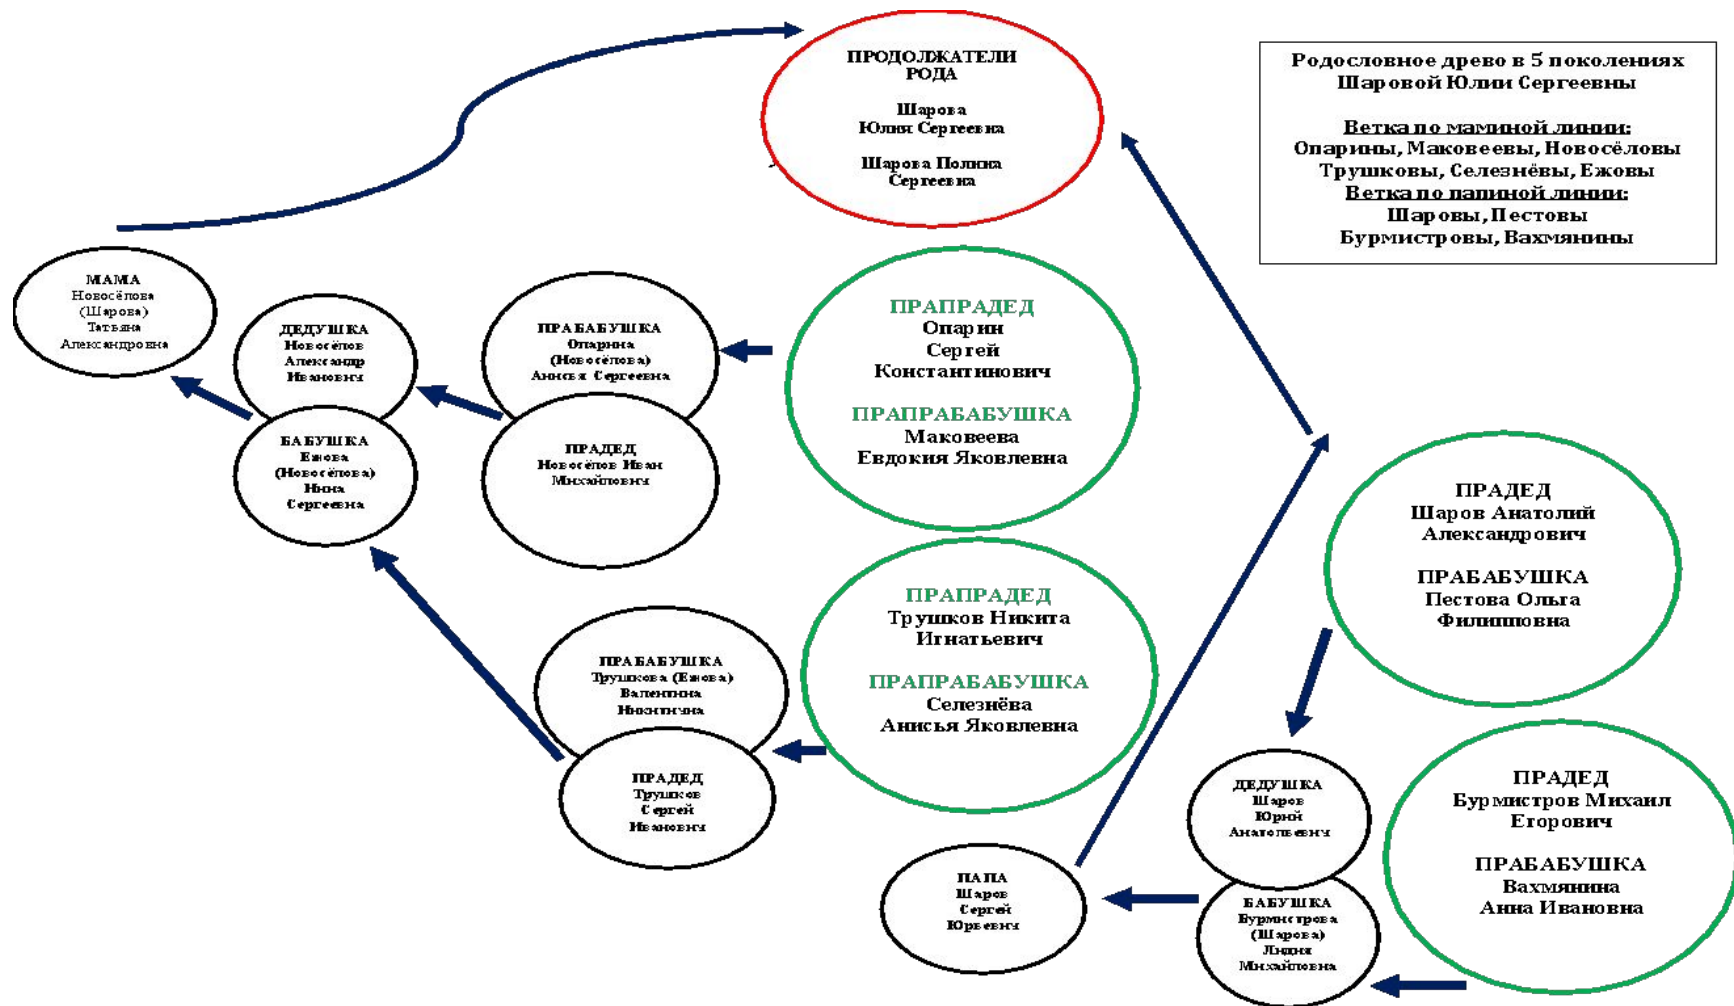 ПРОДОЛЖАТЕЛИ
РОДА
Шарова
Юлия Сергеевна
Шарова Полина
Сергеевна
Родословное древо в 5 поколениях
Шаровой Юлии Сергеевны
Ветка по маминой линии:
Опарины, Маковеевы, Новосёловы
Трушковы, Селезнёвы, Ежовы
Ветка по папиной линии:
Шаровы, Пестовы
Бурмистровы, Вахмянины
МАМА
Новосёлова
(Шарова)
Татьяна
Александровна
ДЕДУШКА
Новосёлов
Александр
Иванович
БАБУШКА
Ежова
(Новосёлова)
Нина
Сергеевна
ПРАБАБУШКА
Опарина
(Новосёлова)
Анисья Сергеевна
ПРАДЕД
Новосёлов Иван
Михайлович
ПРАПРАДЕД
Опарин
Сергей
Константинович
ПРАПРАБАБУШКА
Маковеева
Евдокия Яковлевна
ПРАБАБУШКА
Трушкова (Ежова)
Валентина
Никитична
ПРАДЕД
Трушков
Сергей
Иванович
ПРАПРАДЕД
Трушков Никита
Игнатьевич
ПРАПРАБАБУШКА
Селезнёва
Анисья Яковлевна
ПРАДЕД
Шаров Анатолий
Александрович
ПРАБАБУШКА
Пестова Ольга
Филипповна
ДЕДУШКА
Шаров
Юрий
Анатольевич
БАБУШКА
Бурмистрова
(Шарова)
Лидия
Михайловна
ПРАДЕД
Бурмистров Михаил
Егорович
ПРАБАБУШКА
Вахмянина
Анна Ивановна
ПАПА
Шаров
Сергей
Юрьевич